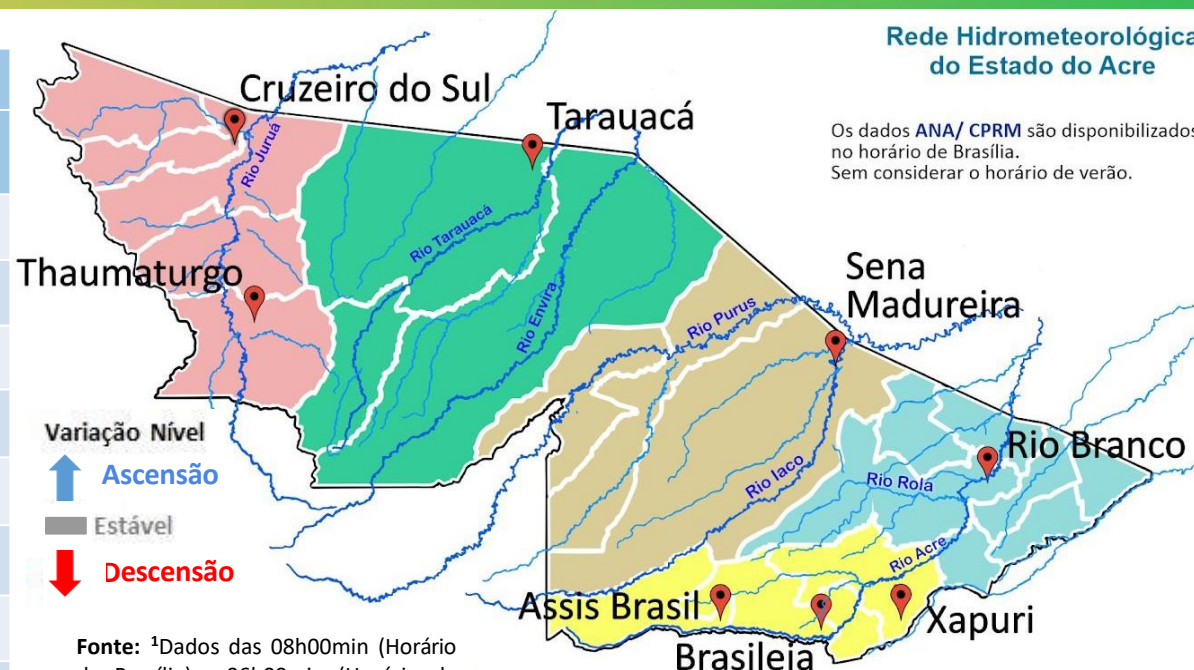 Rede Hidrometeorológica
do Estado do Acre
Os dados ANA/ CPRM são disponibilizados
no horário de Brasília.
Sem considerar o horário de verão.
Cruzeiro do Sul
Tarauacá
Rio Juruá
Rio Tarauacá
Thaumaturgo
Rio Envira
Sena
Madureira
Rio Purus
Variação Nível
Ascensão
Estável
Descensão
Rio Branco
Rio Iaco
Rio Rola
Rio Acre
Assis Brasil
Xapuri
Brasileia
Fonte: ¹Dados das 08h00min (Horário